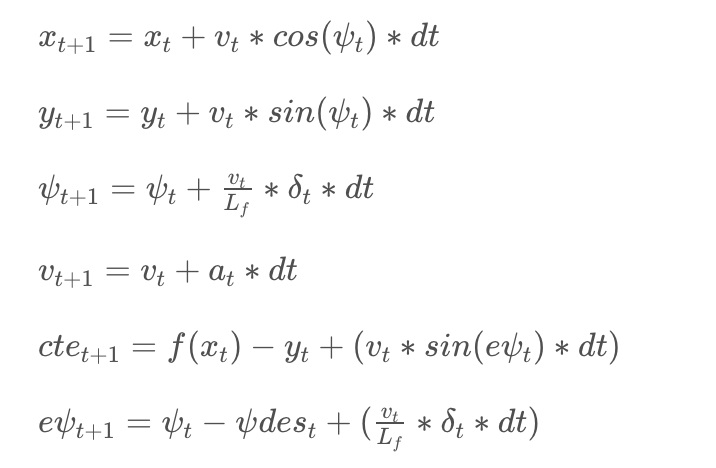 x_{t+1} = x_t + v_t * cos(ψ_t) * dt
y_{t+1} = y_t + v_t * sin(ψ_t) * dt
ψ_{t+1} = ψ_t + \frac{v_t}{L_f} * δ_t * dt
v_{t+1} = v_t + a_t * dt
cte_{t+1} = f(x_t) − y_t + (v_t * sin(eψ_t) * dt)
eψ_{t+1} = ψ_t − ψdes_t + (\frac{v_t}{L_f} * δ_t * dt)